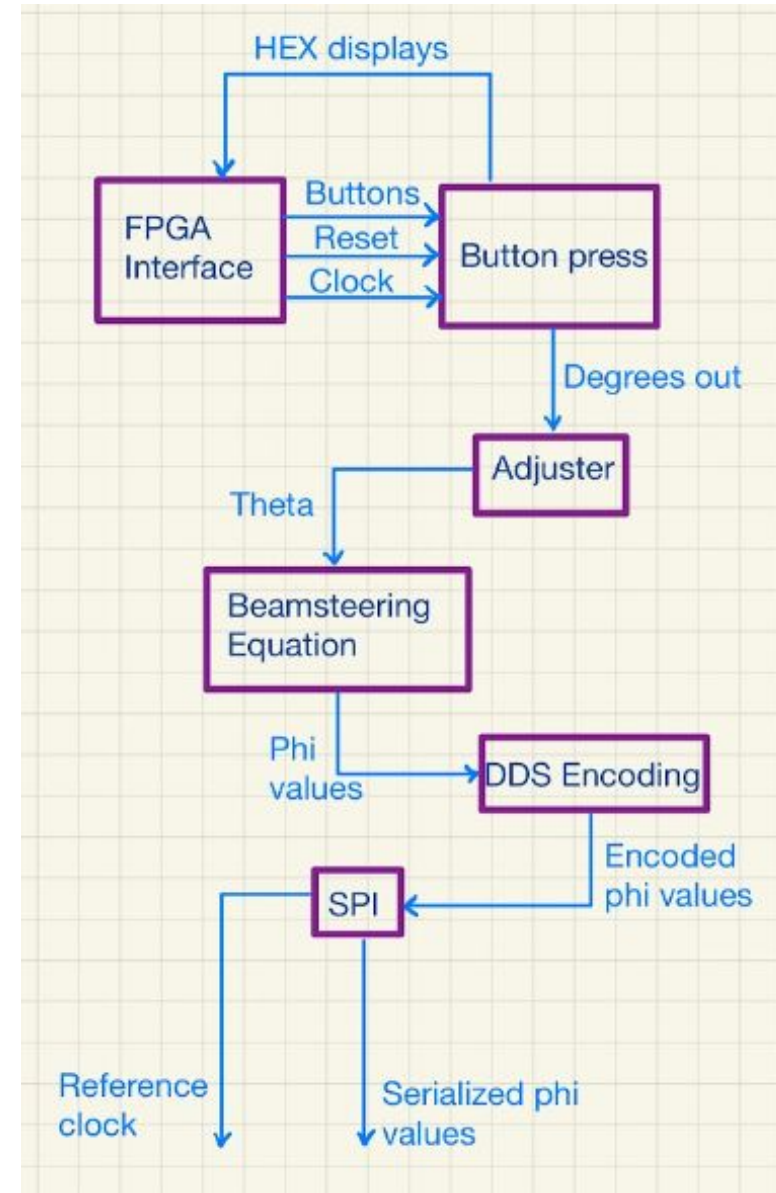 HEX displays
FPGA
Interface
Buttons
Reset
Clock
Button press
Degrees out
Adjuster
Theta
Beamsteering
Equation
Phi
values
DDS Encoding
Encoded
phi values
SPI
Reference
clock
Serialized phi
values